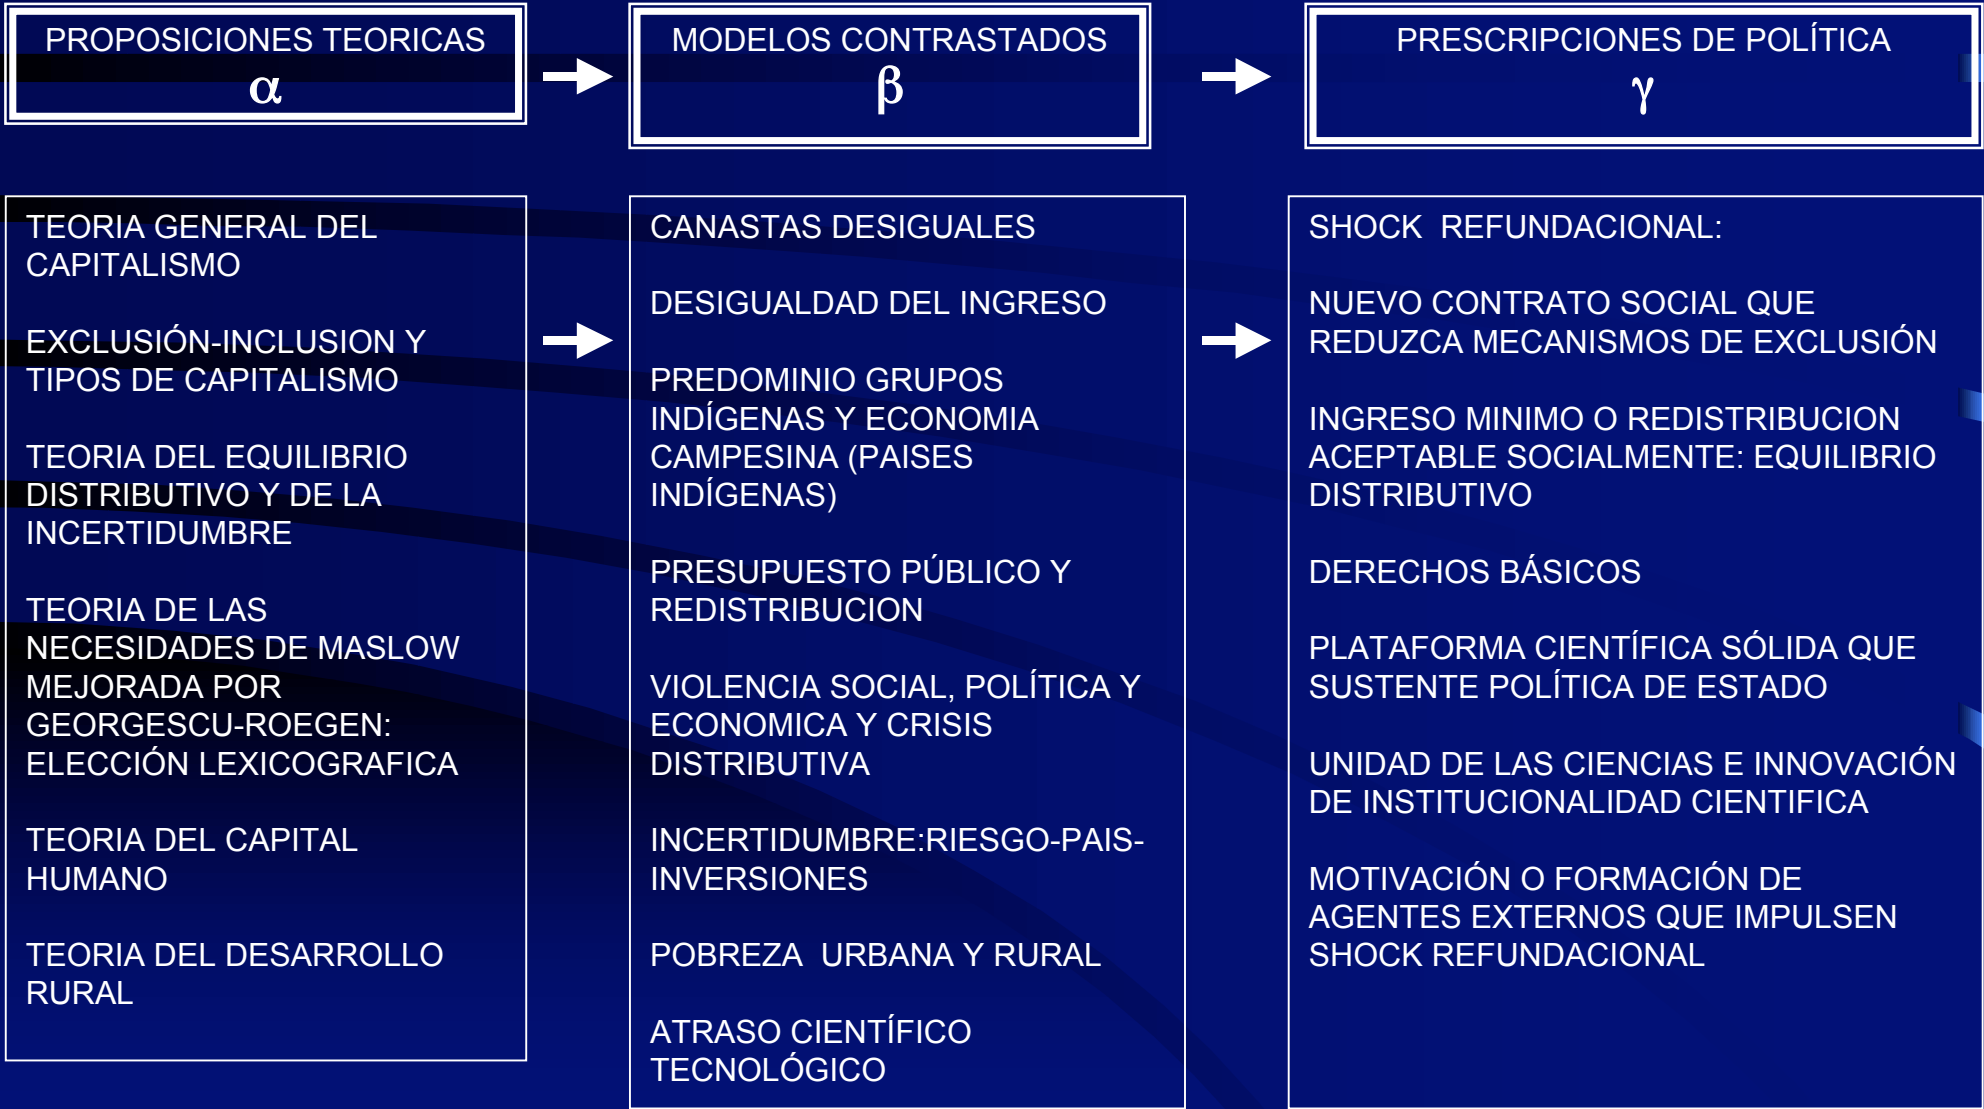 PROPOSICIONES TEORICAS
α
MODELOS CONTRASTADOS
β
PRESCRIPCIONES DE POLÍTICA
γ
TEORIA GENERAL DEL
CAPITALISMO
EXCLUSIÓN-INCLUSION Y
TIPOS DE CAPITALISMO
TEORIA DEL EQUILIBRIO
DISTRIBUTIVO Y DE LA
INCERTIDUMBRE
TEORIA DE LAS
NECESIDADES DE MASLOW
MEJORADA POR
GEORGESCU-ROEGEN:
ELECCIÓN LEXICOGRAFICA
TEORIA DEL CAPITAL
HUMANO
TEORIA DEL DESARROLLO
RURAL
CANASTAS DESIGUALES
DESIGUALDAD DEL INGRESO
PREDOMINIO GRUPOS
INDÍGENAS Y ECONOMIA
CAMPESINA (PAISES
INDÍGENAS)
PRESUPUESTO PÚBLICO Y
REDISTRIBUCION
VIOLENCIA SOCIAL, POLÍTICA Y
ECONOMICA Y CRISIS
DISTRIBUTIVA
INCERTIDUMBRE:RIESGO-PAIS-
INVERSIONES
POBREZA  URBANA Y RURAL
ATRASO CIENTÍFICO
TECNOLÓGICO
SHOCK  REFUNDACIONAL:
NUEVO CONTRATO SOCIAL QUE
REDUZCA MECANISMOS DE EXCLUSIÓN
INGRESO MINIMO O REDISTRIBUCION
ACEPTABLE SOCIALMENTE: EQUILIBRIO
DISTRIBUTIVO
DERECHOS BÁSICOS
PLATAFORMA CIENTÍFICA SÓLIDA QUE
SUSTENTE POLÍTICA DE ESTADO
UNIDAD DE LAS CIENCIAS E INNOVACIÓN
DE INSTITUCIONALIDAD CIENTIFICA
MOTIVACIÓN O FORMACIÓN DE
AGENTES EXTERNOS QUE IMPULSEN
SHOCK REFUNDACIONAL